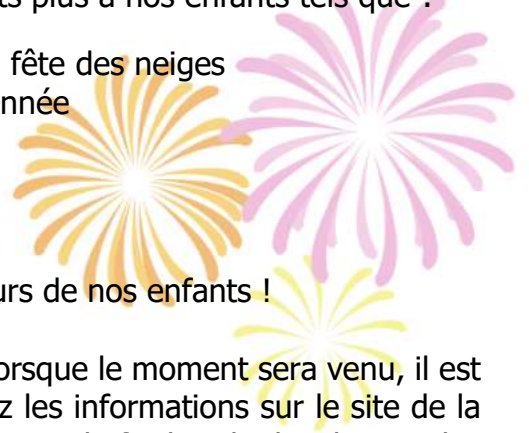 plus à nos enfants tels que :
fête des neiges
nnée
urs de nos enfants !
orsque le moment sera venu, il est
z les informations sur le site de la